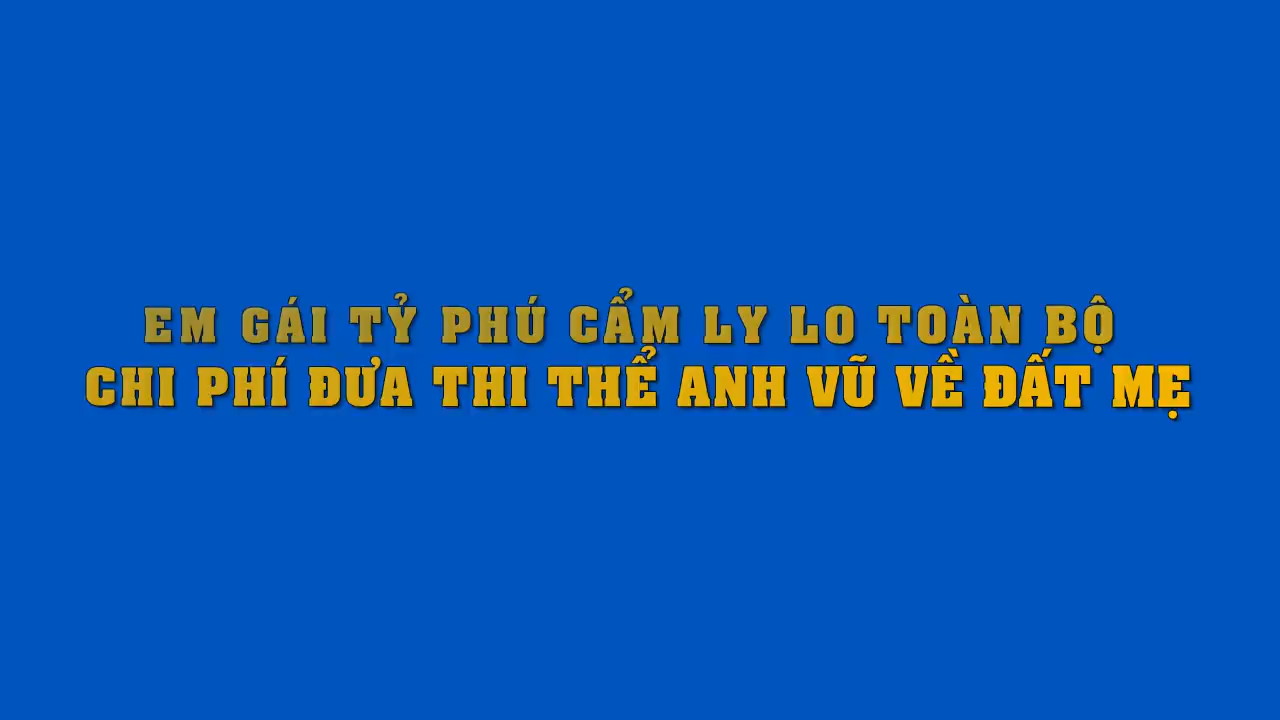 EM GÁI TỶ PHÚ CẨM LY LO TOÀN BỘ
CHI PHÍ ĐƯA THI THỂ ANH VŨ VỀ ĐẤT MẸ